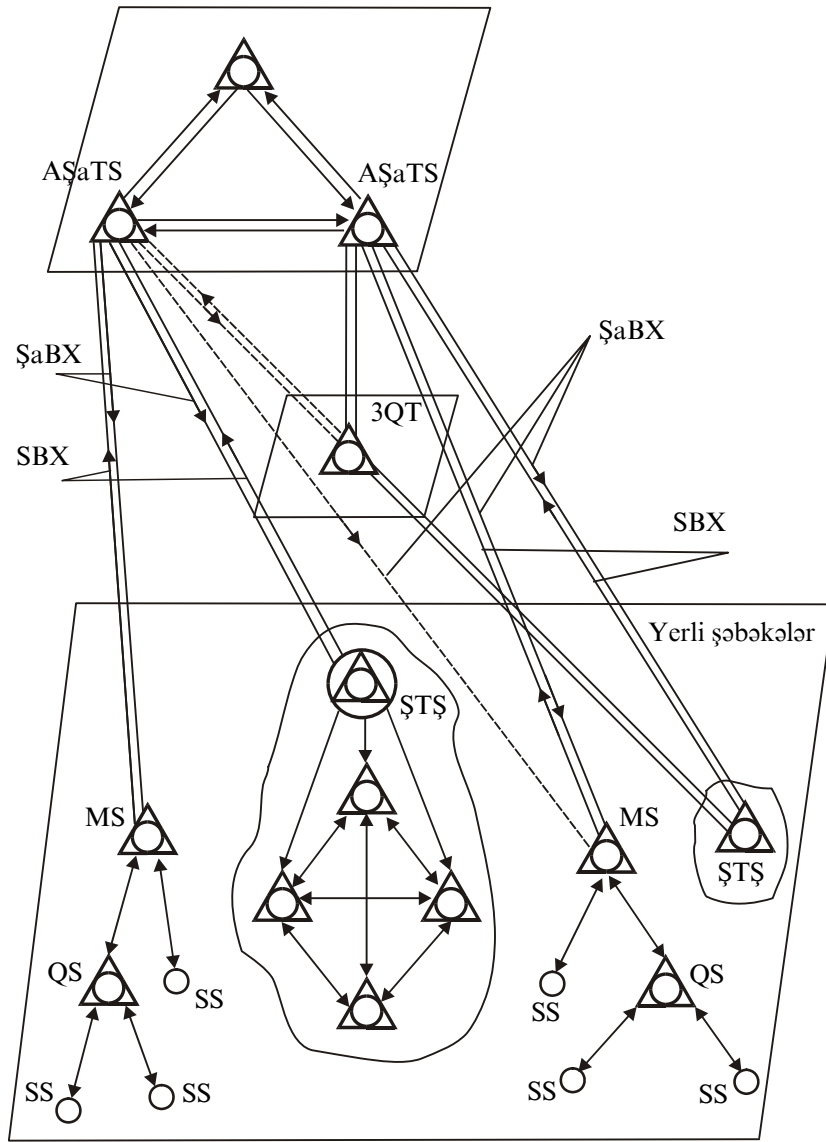 AŞaTS
AŞaTS
ŞaBX
ŞaBX
3QT
SBX
SBX
Yerli şəbəkələr
ŞTŞ
MS
MS
ŞTŞ
QS
SS
QS
SS
SS
SS
SS
SS